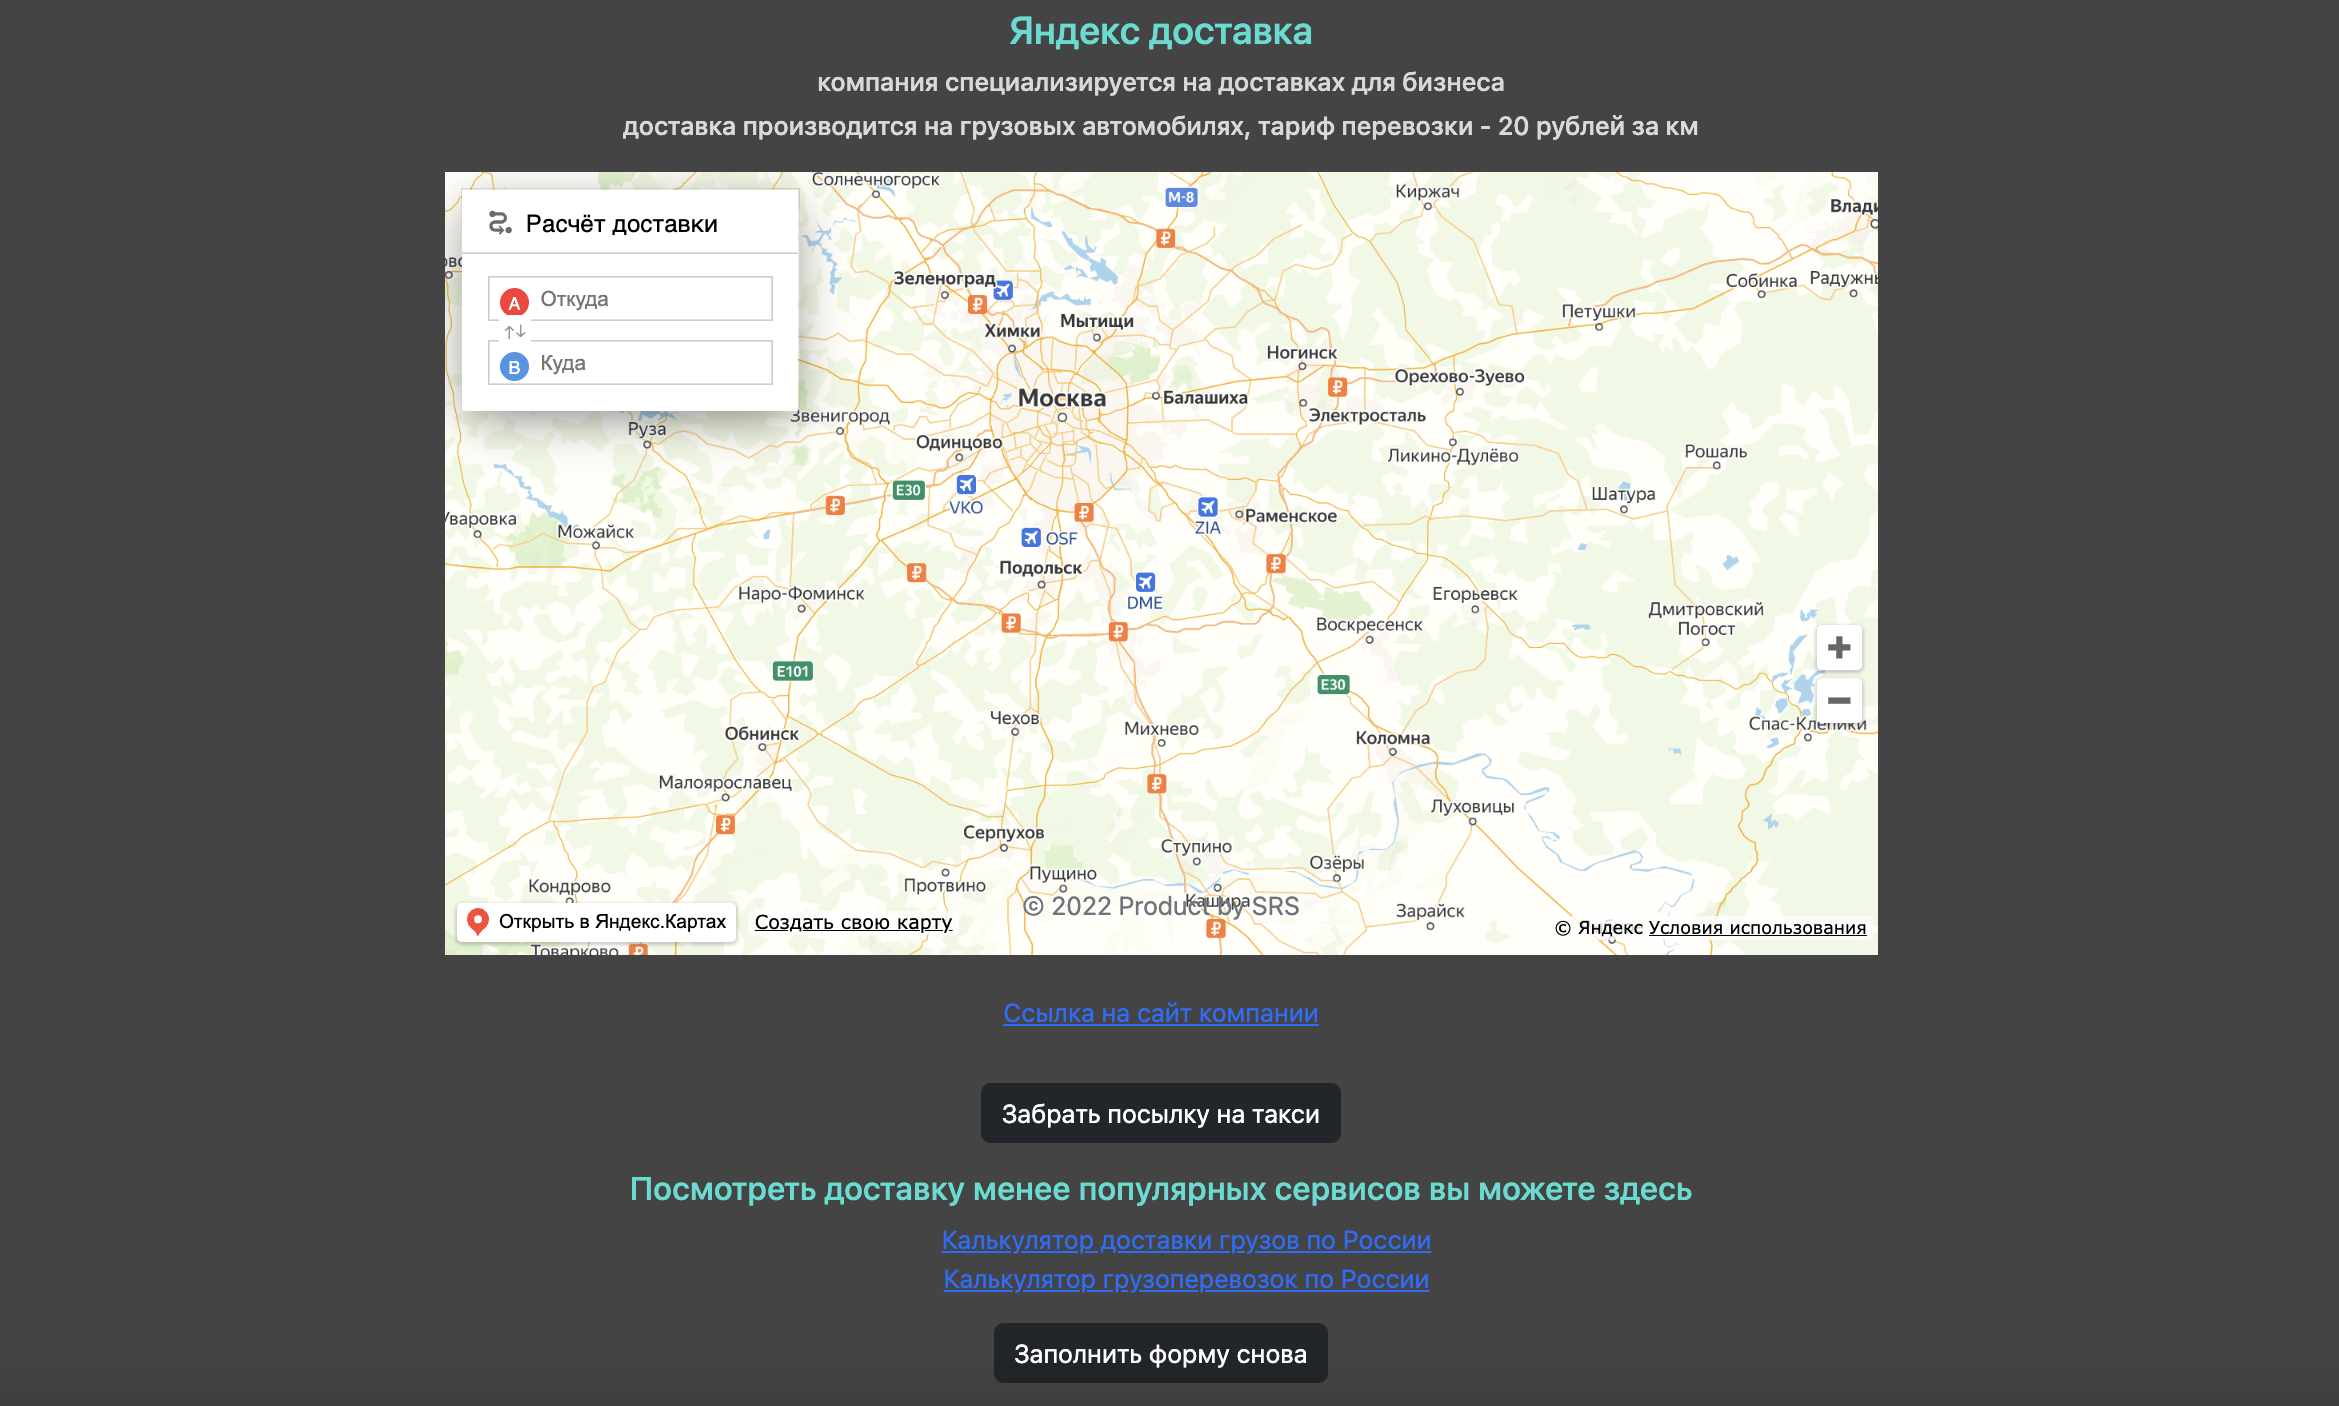 Яндекс доставка
компания специализируется на доставках для бизнеса
доставка производится на грузовых автомобилях, тариф перевозки - 20 рублей за км
Солнечногорск
М-8
Киржач
Расчёт доставки
Зеленоград
Собинка
A Откуда
Петушки
Химки
Мытищи
B Куда
Ногинск
Орехово-Зуево
Москва
Балашиха
Звенигород
Электросталь
Руза
Одинцово
Ликино-Дулёво
Рошаль
E30
VKO
Шатура
Уваровка
Можайск
OSF
ZIA
Раменское
Подольск
Наро-Фоминск
DME
Егорьевск
Дмитровский
Погост
Воскресенск
E101
E30
Чехов
Михнево
Спас-Клепики
Обнинск
Коломна
Малоярославец
Луховицы
Серпухов
Ступино
Озёры
Кондрово
Протвино
Пущино
Кашира
© 2022 Product by SRS
Зарайск
Открыть в Яндекс.Картах
Создать свою карту
© Яндекс Условия использования
Товарково
Ссылка на сайт компании
Забрать посылку на такси
Посмотреть доставку менее популярных сервисов вы можете здесь
Калькулятор доставки грузов по России
Калькулятор грузоперевозок по России
Заполнить форму снова